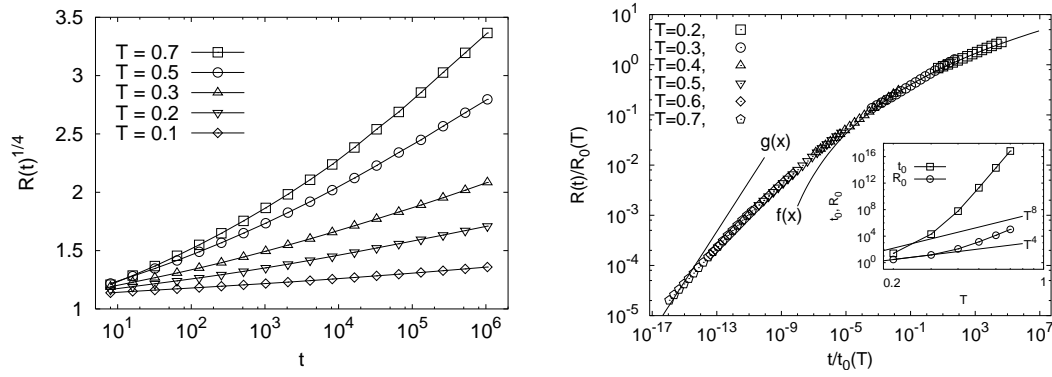 3.5
3
2.5
2
1.5
1
R(t)^{1/4}
T = 0.7
T = 0.5
T = 0.3
T = 0.2
T = 0.1
10^1 10^2 10^3 10^4 10^5 10^6
t
10^1
10^0
10^-1
10^-2
10^-3
10^-4
10^-5
R(t)/R_0(T)
T=0.2,
T=0.3,
T=0.4,
T=0.5,
T=0.6,
T=0.7,
g(x)
f(x)
10^16
10^12
10^8
10^4
10^0
t_0, R_0
t_0
R_0
T^8
T^4
0.2 1
T
10^-17 10^-13 10^-9 10^-5 10^-1 10^3 10^7
t/t_0(T)